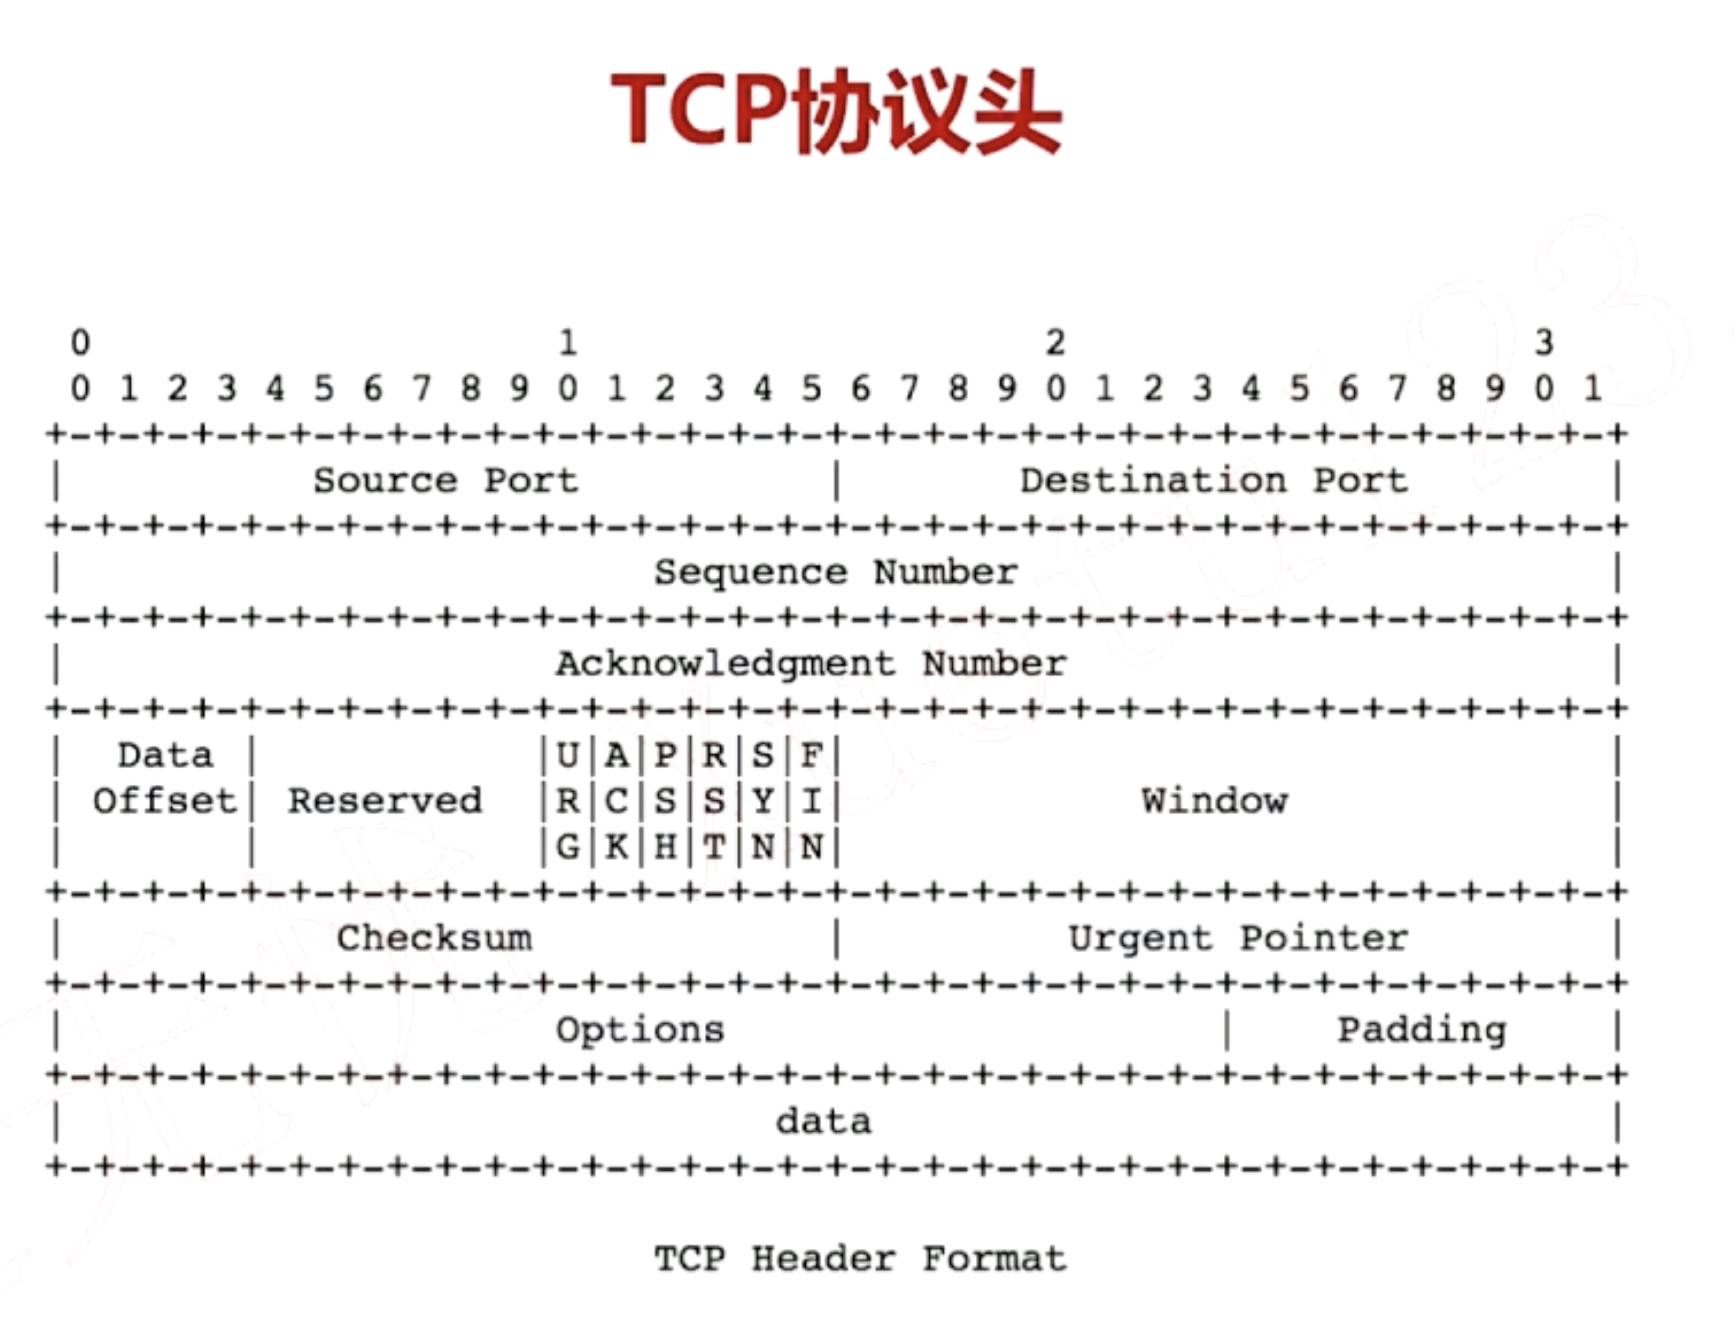 TCP协议头
0                   1                   2                   3
0 1 2 3 4 5 6 7 8 9 0 1 2 3 4 5 6 7 8 9 0 1 2 3 4 5 6 7 8 9 0 1
+-+-+-+-+-+-+-+-+-+-+-+-+-+-+-+-+-+-+-+-+-+-+-+-+-+-+-+-+-+-+-+-+
|          Source Port          |       Destination Port        |
+-+-+-+-+-+-+-+-+-+-+-+-+-+-+-+-+-+-+-+-+-+-+-+-+-+-+-+-+-+-+-+-+
|                        Sequence Number                        |
+-+-+-+-+-+-+-+-+-+-+-+-+-+-+-+-+-+-+-+-+-+-+-+-+-+-+-+-+-+-+-+-+
|                    Acknowledgment Number                      |
+-+-+-+-+-+-+-+-+-+-+-+-+-+-+-+-+-+-+-+-+-+-+-+-+-+-+-+-+-+-+-+-+
|  Data |           |U|A|P|R|S|F|                               |
| Offset| Reserved  |R|C|S|S|Y|I|            Window             |
|       |           |G|K|H|T|N|N|                               |
+-+-+-+-+-+-+-+-+-+-+-+-+-+-+-+-+-+-+-+-+-+-+-+-+-+-+-+-+-+-+-+-+
|           Checksum            |         Urgent Pointer        |
+-+-+-+-+-+-+-+-+-+-+-+-+-+-+-+-+-+-+-+-+-+-+-+-+-+-+-+-+-+-+-+-+
|                    Options                    |    Padding    |
+-+-+-+-+-+-+-+-+-+-+-+-+-+-+-+-+-+-+-+-+-+-+-+-+-+-+-+-+-+-+-+-+
|                             data                              |
+-+-+-+-+-+-+-+-+-+-+-+-+-+-+-+-+-+-+-+-+-+-+-+-+-+-+-+-+-+-+-+-+
TCP Header Format